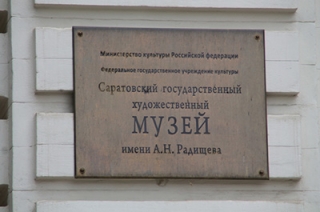 Министерство культуры Российской федерации
Федеральное государственное учреждение культуры
Саратовский государственный
художественный
МУЗЕЙ
имени А.Н. Радищева